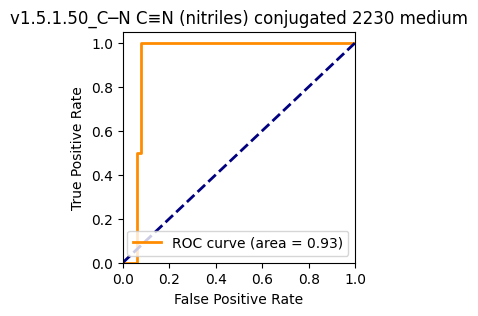 v1.5.1.50_C─N C≡N (nitriles) conjugated 2230 medium
1.0
0.8
0.6
0.4
0.2
0.0
True Positive Rate
ROC curve (area = 0.93)
0.0 0.2 0.4 0.6 0.8 1.0
False Positive Rate